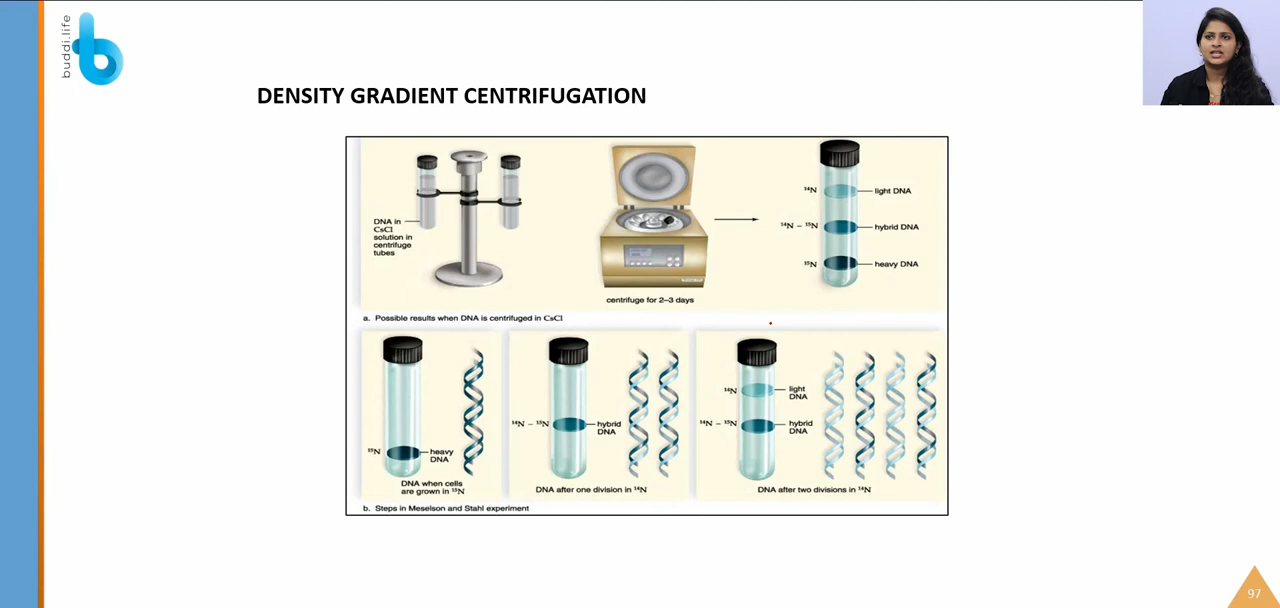 buddi.life
DENSITY GRADIENT CENTRIFUGATION
DNA in
CsCl
solution in
centrifuge
tubes
centrifuge for 2–3 days
¹⁴N
light DNA
¹⁴N – ¹⁵N
hybrid DNA
¹⁵N
heavy DNA
a. Possible results when DNA is centrifuged in CsCl
¹⁵N
heavy
DNA
DNA when cells
are grown in ¹⁵N
¹⁴N – ¹⁵N
hybrid
DNA
DNA after one division in ¹⁴N
¹⁴N
light
DNA
¹⁴N – ¹⁵N
hybrid
DNA
DNA after two divisions in ¹⁴N
b. Steps in Meselson and Stahl experiment
97